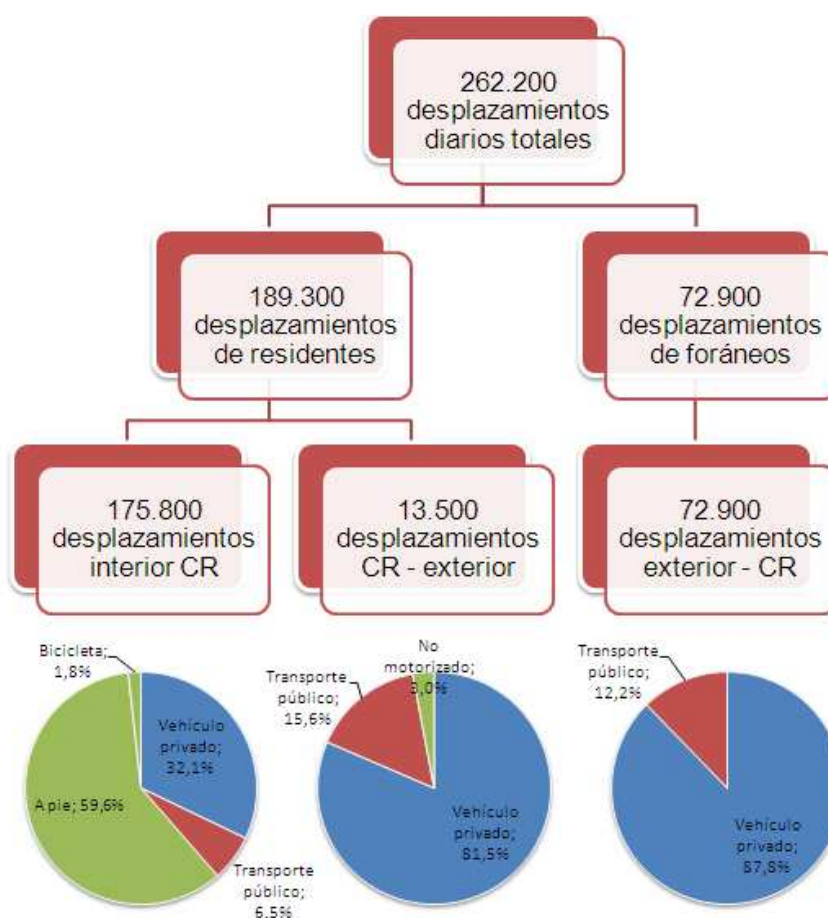 262.200
desplazamientos
diarios totales
189.300
desplazamientos
de residentes
72.900
desplazamientos
de foráneos
175.800
desplazamientos
interior CR
13.500
desplazamientos
CR - exterior
72.900
desplazamientos
exterior - CR
Bicicleta;
1,8%
Vehículo
privado;
32,1%
A pie; 59,6%
Transporte
público;
6,5%
No
motorizado;
3,0%
Transporte
público;
15,6%
Vehículo
privado;
81,5%
Transporte
público;
12,2%
Vehículo
privado;
87,8%